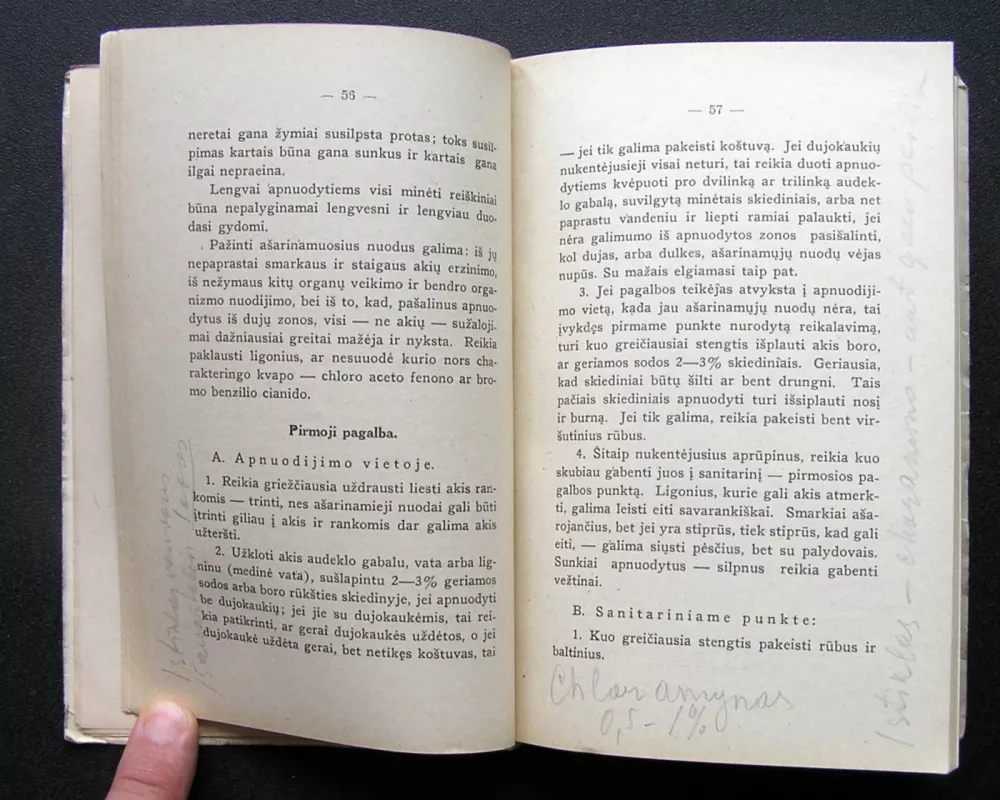 — 56 —
neretai gana žymiai susilpsta protas; toks susil-
pimas kartais būna gana sunkus ir kartais gana
ilgai nepraeina.
Lengvai apnuodytiems visi minėti reiškiniai
būna nepalyginamai lengvesni ir lengviau duo-
dasi gydomi.
Pažinti ašarinamuosius nuodus galima: iš jų
nepaprastai smarkaus ir staigaus akių erzinimo,
iš nežymaus kitų organų veikimo ir bendro orga-
nizmo nuodijimo, bei iš to, kad, pašalinus apnuo-
dytus iš dujų zonos, visi — ne akių — sužaloji-
mai dažniausiai greitai mažėja ir nyksta. Reikia
paklausti ligonius, ar nesuuodė kurio nors cha-
rakteringo kvapo — chloro aceto fenono ar bro-
mo benzilio cianido.
Pirmoji pagalba.
A. Apnuodijimo vietoje.
1. Reikia griežčiausia uždrausti liesti akis ran-
komis — trinti, nes ašarinamieji nuodai gali būti
įtrinti giliau į akis ir rankomis dar galima akis
užteršti.
2. Užkloti akis audeklo gabalu, vata arba lig-
ninu (medinė vata), sušlapintu 2—3% geriamos
sodos arba boro rūkšties skiedinyje, jei apnuodyti
be dujokaukių; jei jie su dujokaukėmis, tai rei-
kia patikrinti, ar gerai dujokaukės uždėtos, o jei
dujokaukė uždėta gerai, bet netikęs koštuvas, tai
— 57 —
— jei tik galima pakeisti koštuvą. Jei dujokaukių
nukentėjusieji visai neturi, tai reikia duoti apnuo-
dytiems kvėpuoti pro dvilinką ar trilinką audek-
lo gabalą, suvilgytą minėtais skiediniais, arba net
paprastu vandeniu ir liepti ramiai palaukti, jei
nėra galimumo iš apnuodytos zonos pasišalinti,
kol dujas, arba dulkes, ašarinamųjų nuodų vėjas
nupūs. Su mažais elgiamasi taip pat.
3. Jei pagalbos teikėjas atvyksta į apnuodiji-
mo vietą, kada jau ašarinamųjų nuodų nėra, tai
įvykdęs pirmame punkte nurodytą reikalavimą,
turi kuo greičiausiai stengtis išplauti akis boro,
ar geriamos sodos 2—3% skiediniais. Geriausia,
kad skiediniai būtų šilti ar bent drungni. Tais
pačiais skiediniais apnuodyti turi išsiplauti nosį
ir burną. Jei tik galima, reikia pakeisti bent vir-
šutinius rūbus.
4. Šitaip nukentėjusius aprūpinus, reikia kuo
skubiau gabenti juos į sanitarinį — pirmosios pa-
galbos punktą. Ligonius, kurie gali akis atmerk-
ti, galima leisti eiti savarankiškai. Smarkiai aša-
rojančius, bet jei yra stiprūs, tiek stiprūs, kad gali
eiti, — galima siųsti pėsčius, bet su palydovais.
Sunkiai apnuodytus — silpnus reikia gabenti
vežtinai.
B. Sanitariniame punkte:
1. Kuo greičiausia stengtis pakeisti rūbus ir
baltinius.
Chloramynas
0,5 — 1%